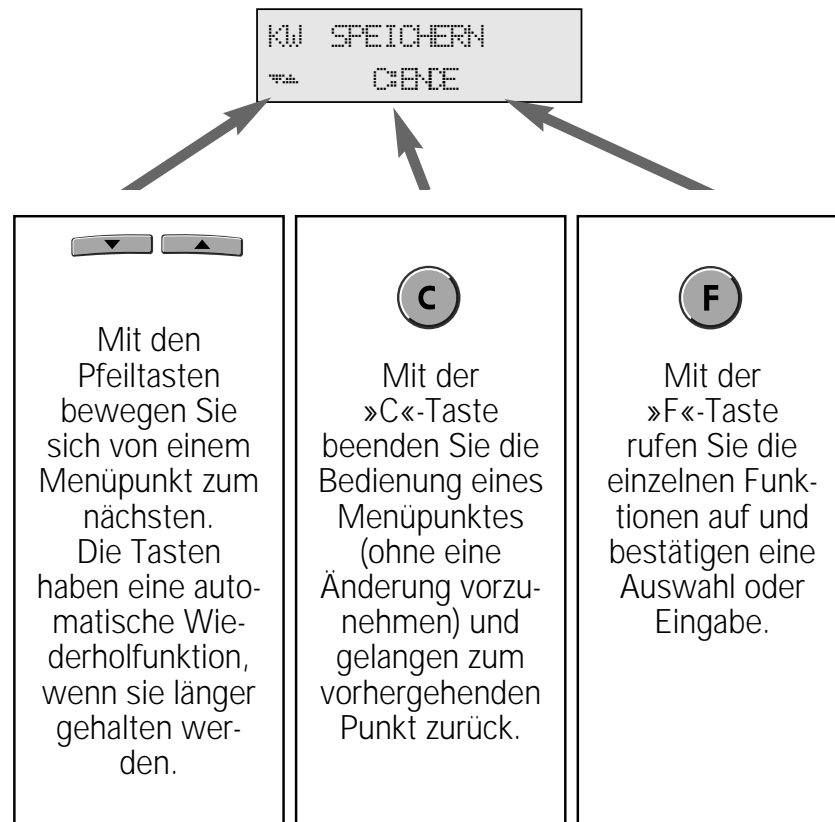 KW SPEICHERN
▼▲ C:ENDE
C
F
Mit den
Pfeiltasten
bewegen Sie
sich von einem
Menüpunkt zum
nächsten.
Die Tasten
haben eine auto-
matische Wie-
derholfunktion,
wenn sie länger
gehalten wer-
den.
Mit der
»C«-Taste
beenden Sie die
Bedienung eines
Menüpunktes
(ohne eine
Änderung vorzu-
nehmen) und
gelangen zum
vorhergehenden
Punkt zurück.
Mit der
»F«-Taste
rufen Sie die
einzelnen Funk-
tionen auf und
bestätigen eine
Auswahl oder
Eingabe.